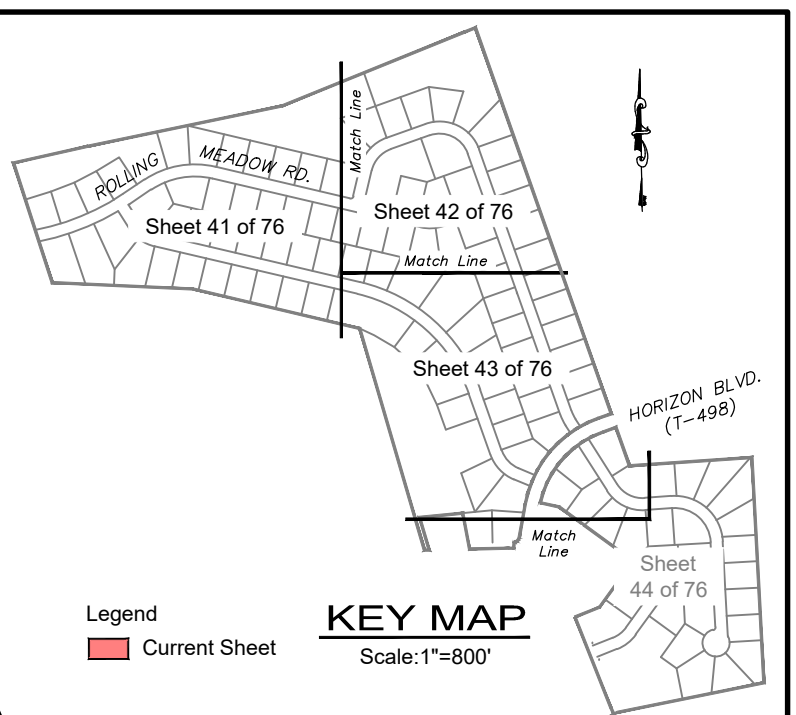 ROLLING
MEADOW RD.
Match Line
Sheet 41 of 76
Sheet 42 of 76
Match Line
Sheet 43 of 76
HORIZON BLVD.
(T-498)
Match
Line
Sheet
44 of 76
Legend
Current Sheet
KEY MAP
Scale:1"=800'